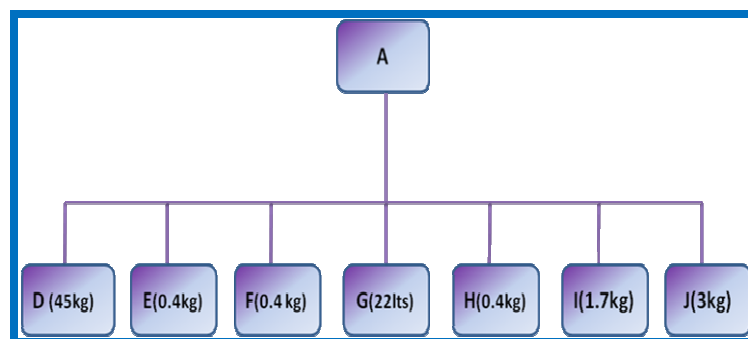 A
D (45kg)
E(0.4kg)
F(0.4 kg)
G(22lts)
H(0.4kg)
I(1.7kg)
J(3kg)